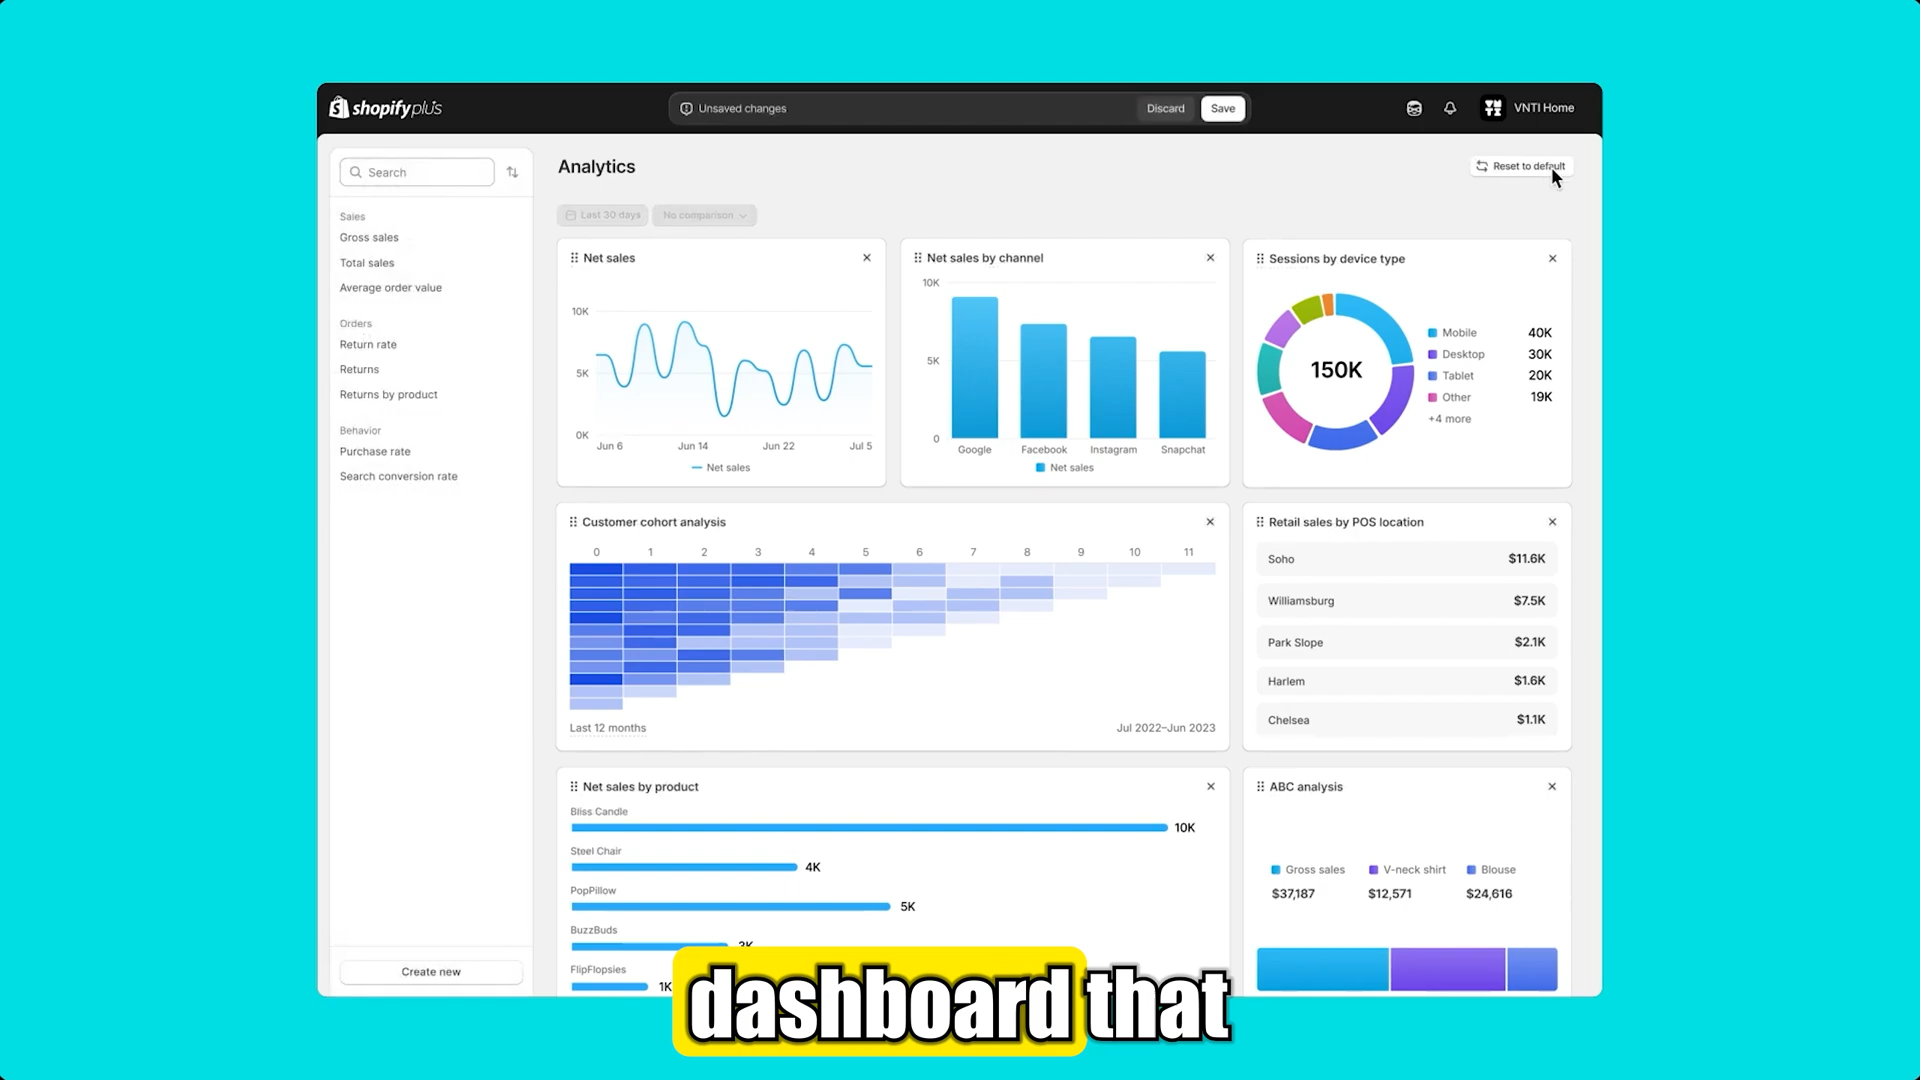 shopifyplus
Unsaved changes
Discard
Save
VNTI Home
Search
Sales
Gross sales
Total sales
Average order value
Orders
Return rate
Returns
Returns by product
Behavior
Purchase rate
Search conversion rate
Create new
Analytics
Reset to default
Last 30 days
No comparison
Net sales
10K
5K
0K
Jun 6
Jun 14
Jun 22
Jul 5
Net sales
Net sales by channel
10K
5K
0
Google
Facebook
Instagram
Snapchat
Net sales
Sessions by device type
150K
Mobile 40K
Desktop 30K
Tablet 20K
Other 19K
+4 more
Customer cohort analysis
0 1 2 3 4 5 6 7 8 9 10 11
Last 12 months
Jul 2022–Jun 2023
Retail sales by POS location
Soho $11.6K
Williamsburg $7.5K
Park Slope $2.1K
Harlem $1.6K
Chelsea $1.1K
Net sales by product
Bliss Candle
10K
Steel Chair
4K
PopPillow
5K
BuzzBuds
3K
FlipFlopsies
1K
ABC analysis
Gross sales
$37,187
V-neck shirt
$12,571
Blouse
$24,616
dashboard that